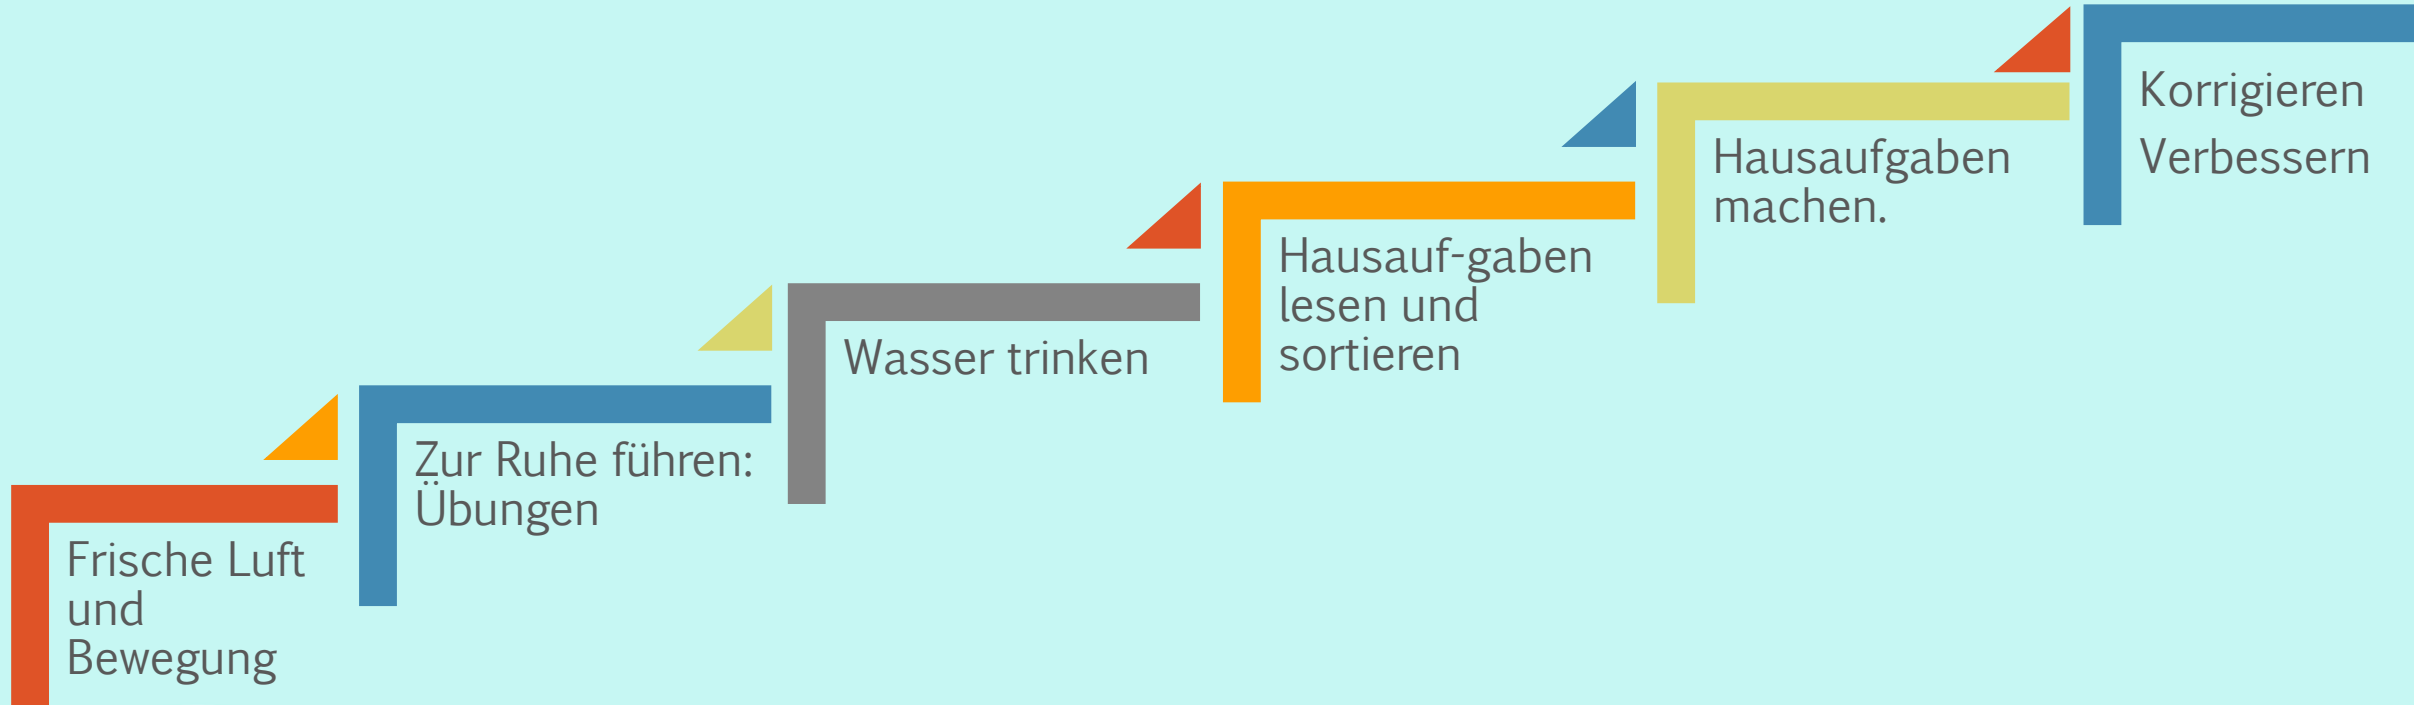 Frische Luft
und
Bewegung
Zur Ruhe führen:
Übungen
Wasser trinken
Hausauf-gaben
lesen und
sortieren
Hausaufgaben
machen.
Korrigieren
Verbessern